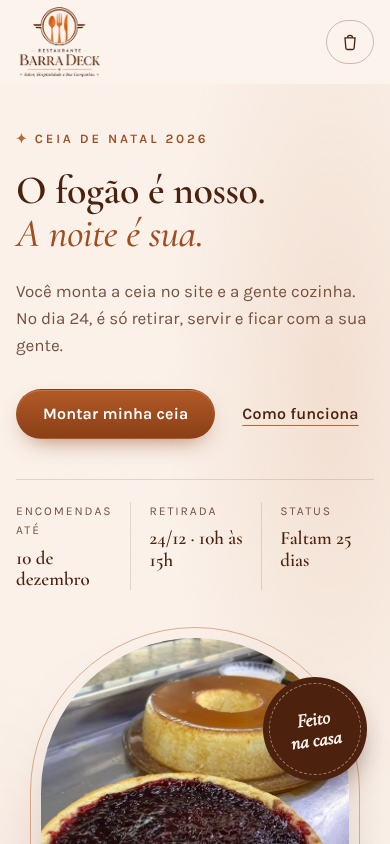 RESTAURANTE
BARRA DECK
✦ CEIA DE NATAL 2026
O fogão é nosso.
A noite é sua.
Você monta a ceia no site e a gente cozinha.
No dia 24, é só retirar, servir e ficar com a sua
gente.
Montar minha ceia
Como funciona
ENCOMENDAS
ATÉ
10 de
dezembro
RETIRADA
24/12 · 10h às
15h
STATUS
Faltam 25
dias
Feito
na casa